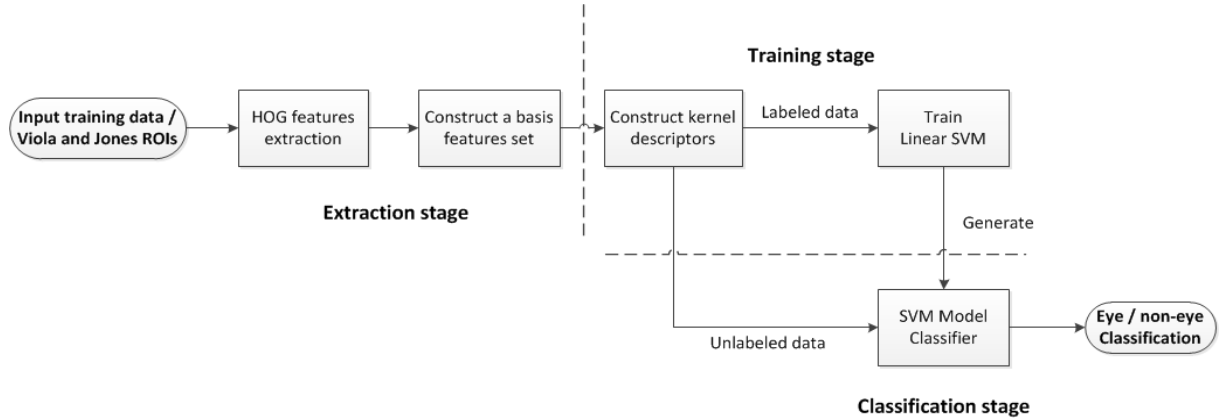 Training stage
Input training data /
Viola and Jones ROIs
HOG features
extraction
Construct a basis
features set
Construct kernel
descriptors
Labeled data
Train
Linear SVM
Extraction stage
Generate
Unlabeled data
SVM Model
Classifier
Eye / non-eye
Classification
Classification stage